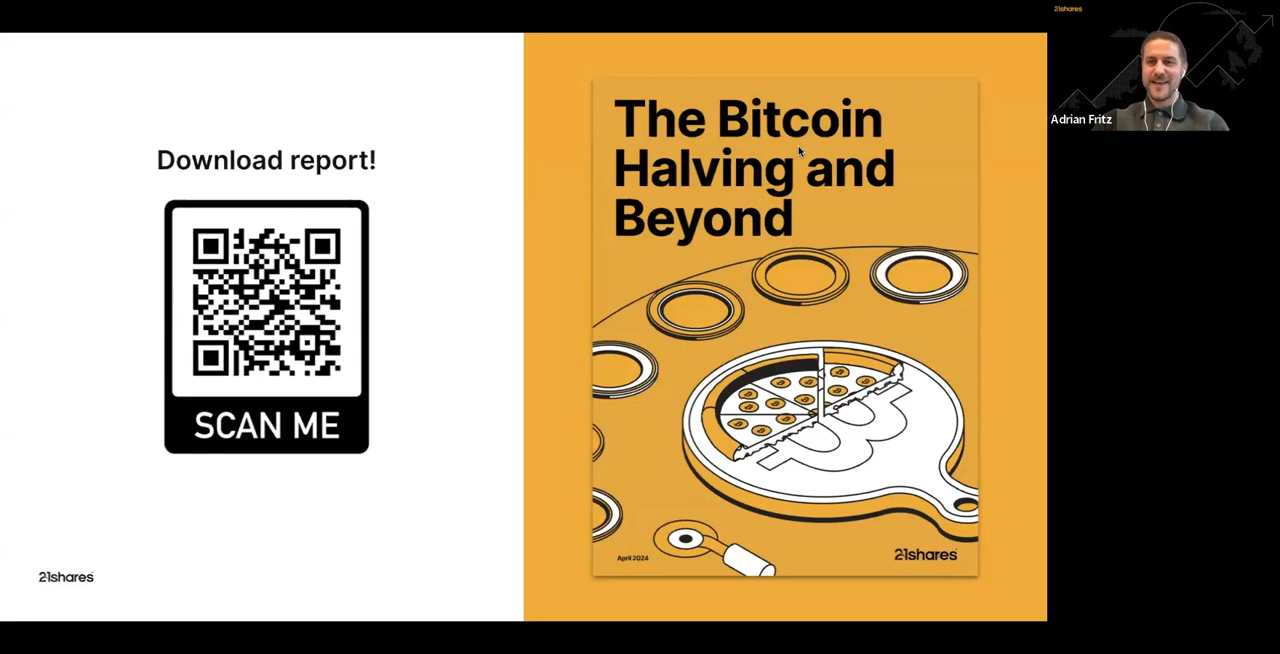 Download report!
SCAN ME
21shares
The Bitcoin
Halving and
Beyond
April 2024
21shares
21shares
Adrian Fritz